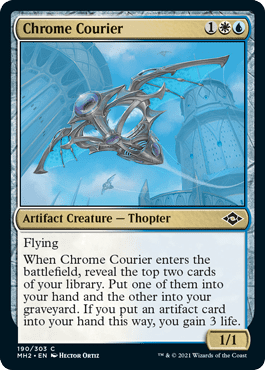 Chrome Courier 1
Artifact Creature — Thopter
Flying
When Chrome Courier enters the
battlefield, reveal the top two cards
of your library. Put one of them into
your hand and the other into your
graveyard. If you put an artifact card
into your hand this way, you gain 3 life.
1/1
190/303 C
MH2 • EN Hector Ortiz
™ & © 2021 Wizards of the Coast